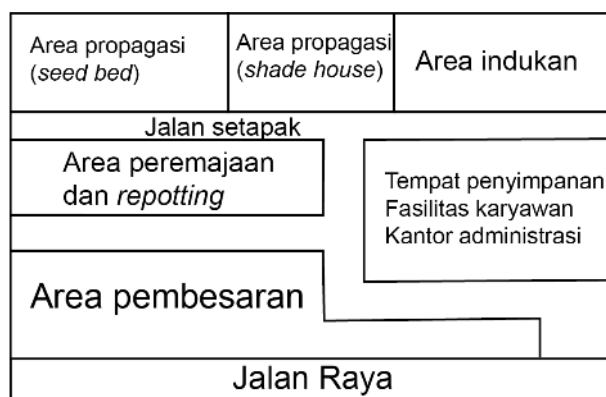 Area propagasi
(seed bed)
Area propagasi
(shade house)
Area indukan
Jalan setapak
Area peremajaan
dan repotting
Tempat penyimpanan
Fasilitas karyawan
Kantor administrasi
Area pembesaran
Jalan Raya